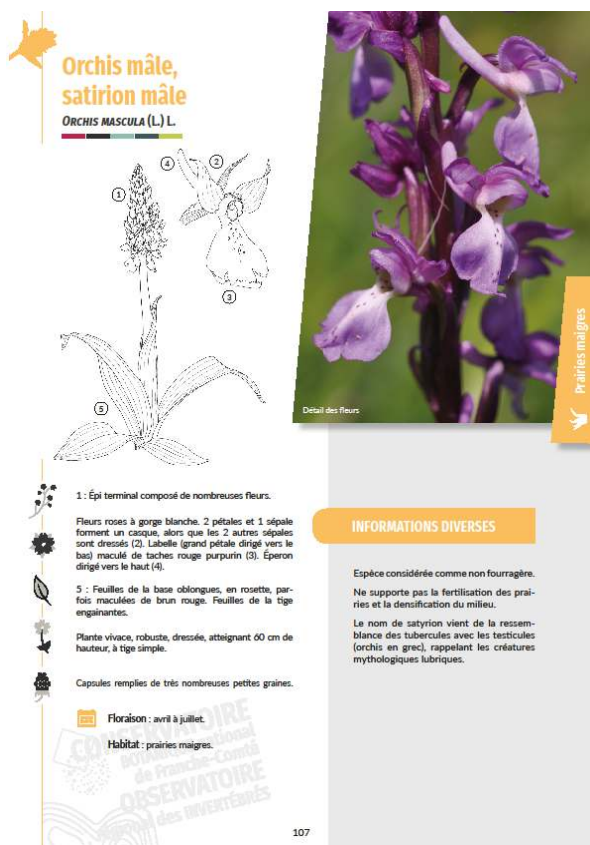 Orchis mâle,
satirion mâle
ORCHIS MASCULA (L.) L.
4
2
1
3
5
Détail des fleurs
Prairies maigres
1 : Épi terminal composé de nombreuses fleurs.
Fleurs roses à gorge blanche. 2 pétales et 1 sépale
forment un casque, alors que les 2 autres sépales
sont dressés (2). Labelle (grand pétale dirigé vers le
bas) maculé de taches rouge purpurin (3). Éperon
dirigé vers le haut (4).
5 : Feuilles de la base oblongues, en rosette, par-
fois maculées de brun rouge. Feuilles de la tige
engainantes.
Plante vivace, robuste, dressée, atteignant 60 cm de
hauteur, à tige simple.
Capsules remplies de très nombreuses petites graines.
Floraison : avril à juillet.
Habitat : prairies maigres.
INFORMATIONS DIVERSES
Espèce considérée comme non fourragère.
Ne supporte pas la fertilisation des prai-
ries et la densification du milieu.
Le nom de satyrion vient de la ressem-
blance des tubercules avec les testicules
(orchis en grec), rappelant les créatures
mythologiques lubriques.
CONSERVATOIRE
BOTANIQUE national
de Franche-Comté
OBSERVATOIRE
régional des INVERTÉBRÉS
107